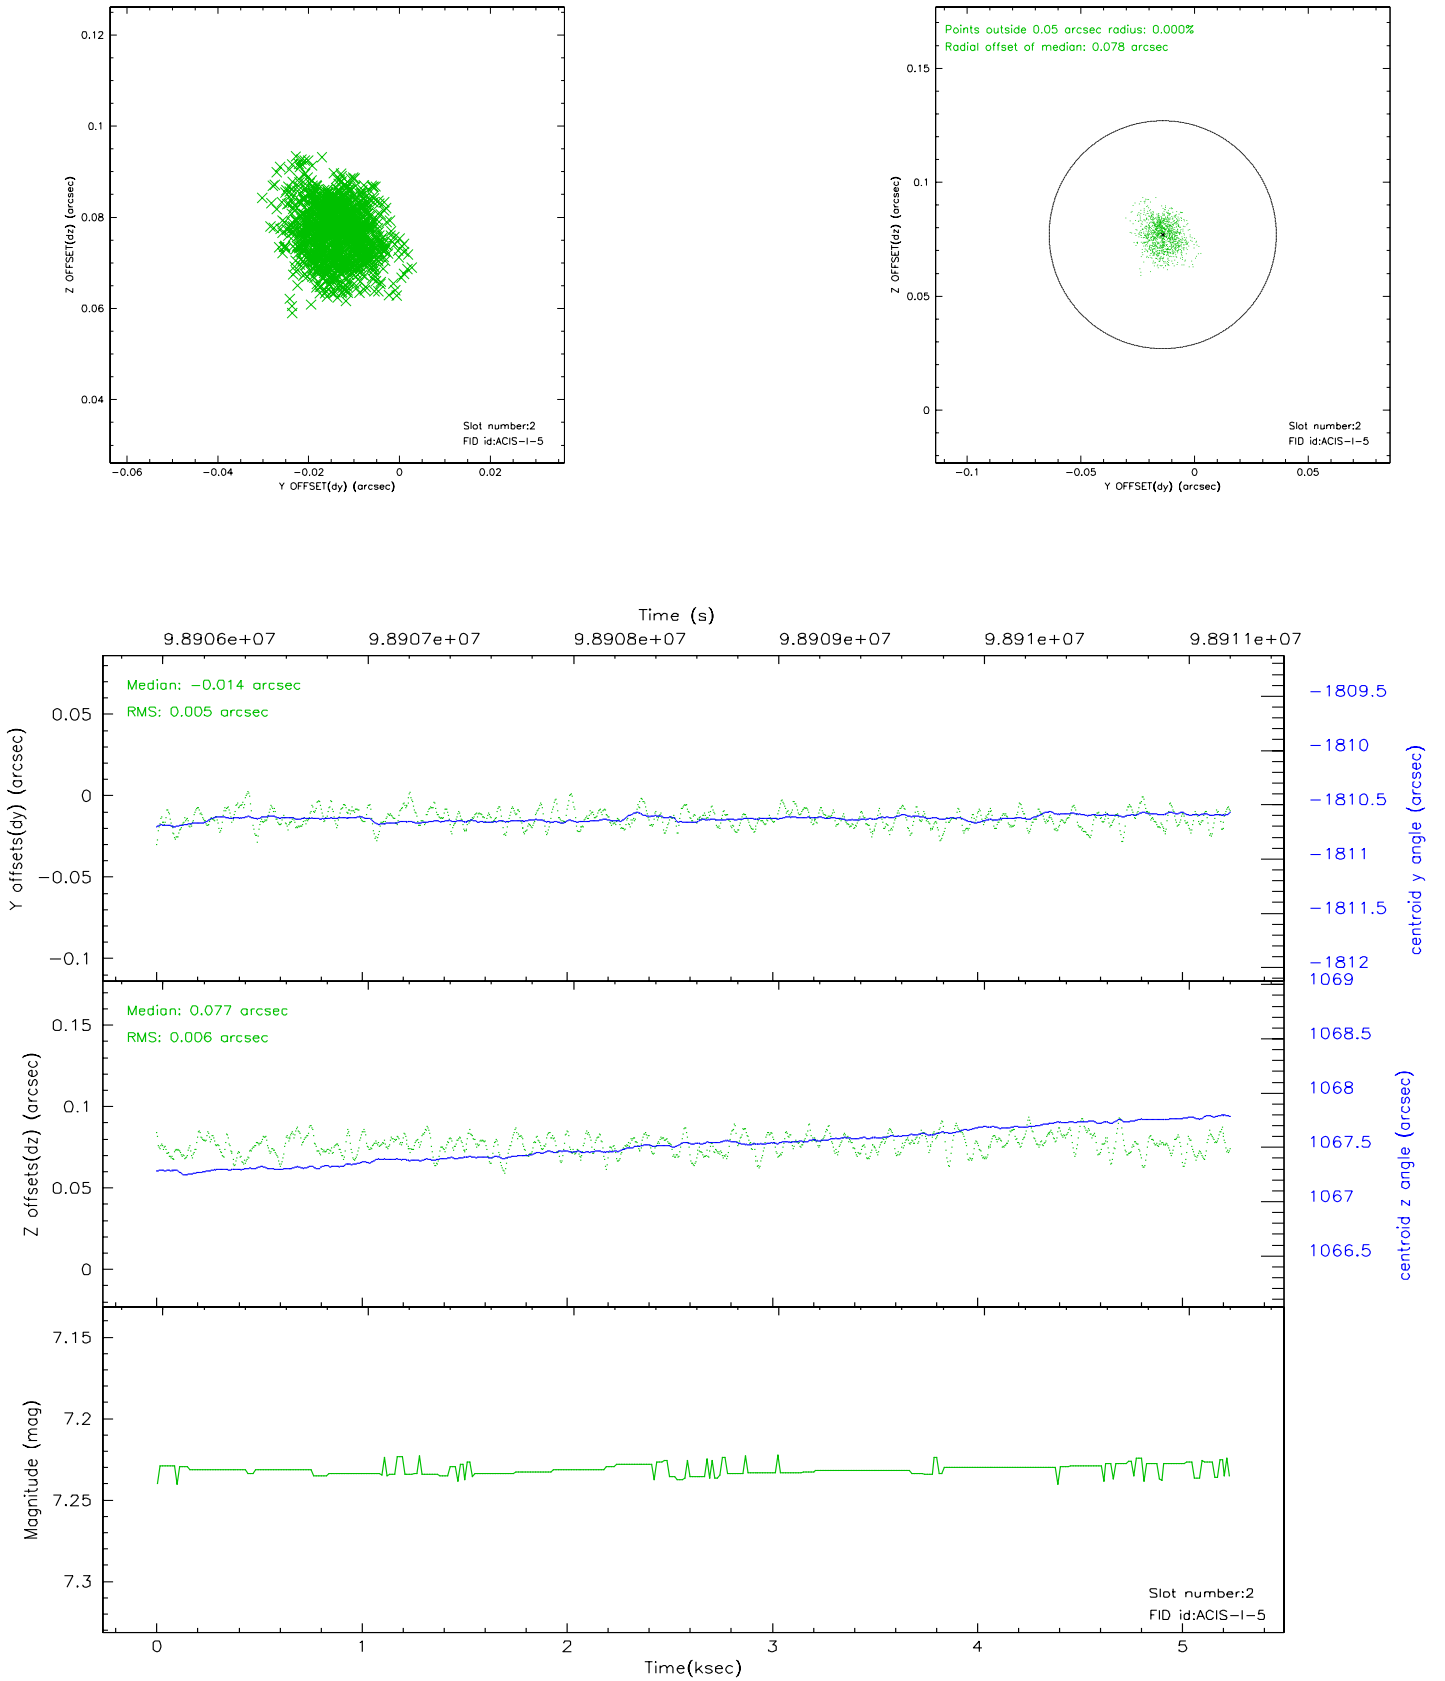 0.12
0.1
0.08
0.06
0.04
Z OFFSET(dz) (arcsec)
Slot number:2
FID id:ACIS-I-5
-0.06 -0.04 -0.02 0 0.02
Y OFFSET(dy) (arcsec)
Points outside 0.05 arcsec radius: 0.000%
Radial offset of median: 0.078 arcsec
0.15
0.1
0.05
0
Z OFFSET(dz) (arcsec)
Slot number:2
FID id:ACIS-I-5
-0.1 -0.05 0 0.05
Y OFFSET(dy) (arcsec)
Time (s)
9.8906e+07 9.8907e+07 9.8908e+07 9.8909e+07 9.891e+07 9.8911e+07
Median: -0.014 arcsec
RMS: 0.005 arcsec
0.05
0
-0.05
-0.1
Y offsets(dy) (arcsec)
-1809.5
-1810
-1810.5
-1811
-1811.5
-1812
centroid y angle (arcsec)
Median: 0.077 arcsec
RMS: 0.006 arcsec
0.15
0.1
0.05
0
Z offsets(dz) (arcsec)
1069
1068.5
1068
1067.5
1067
1066.5
centroid z angle (arcsec)
7.15
7.2
7.25
7.3
Magnitude (mag)
Slot number:2
FID id:ACIS-I-5
0 1 2 3 4 5
Time(ksec)